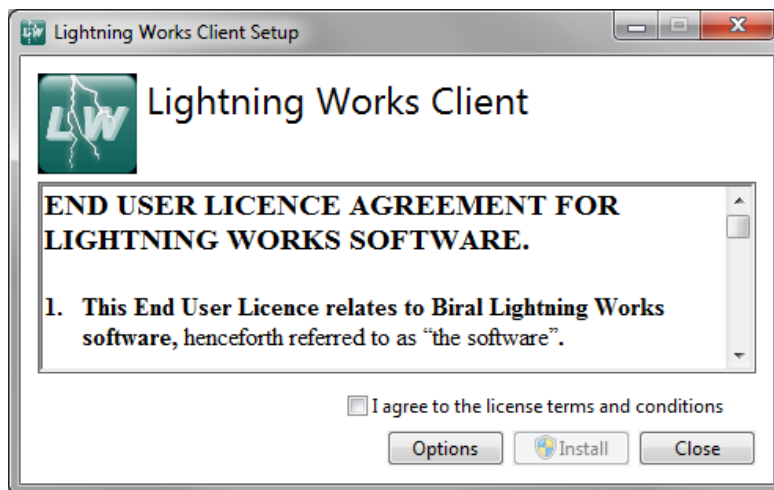 Lightning Works Client Setup
LW
Lightning Works Client
END USER LICENCE AGREEMENT FOR
LIGHTNING WORKS SOFTWARE.
1. This End User Licence relates to Biral Lightning Works
software, henceforth referred to as “the software”.
I agree to the license terms and conditions
Options Install Close